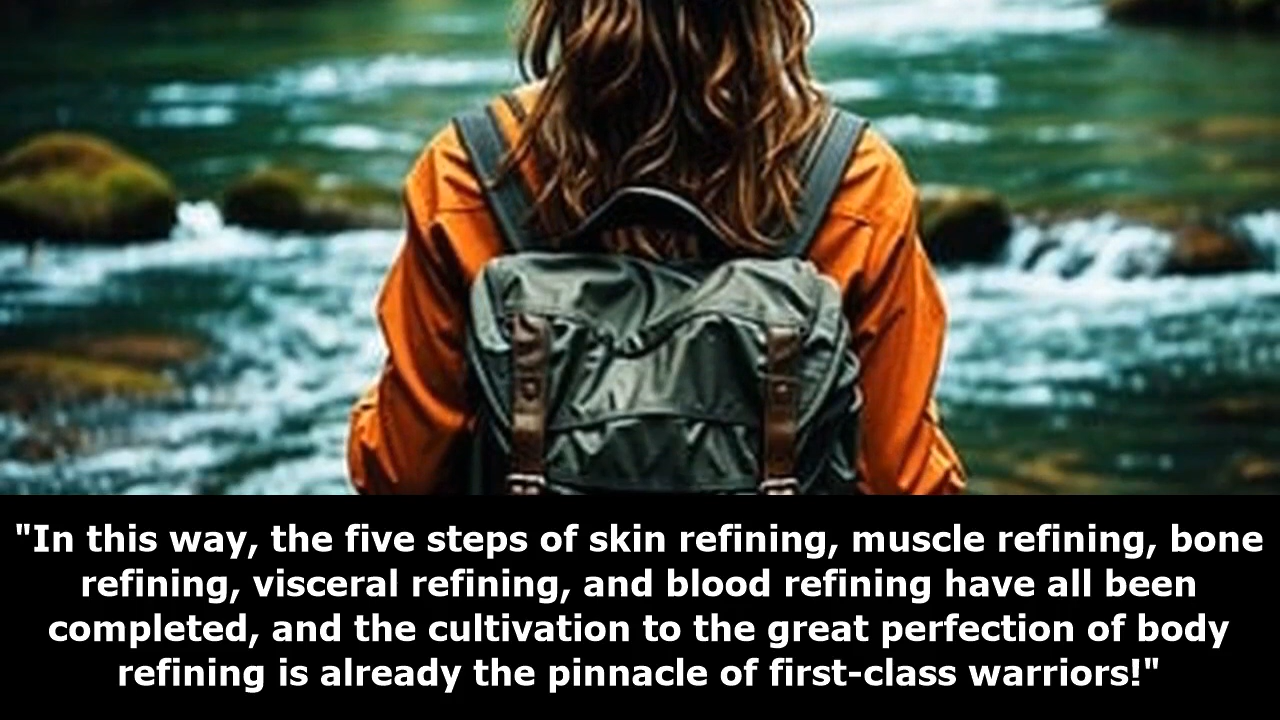 "In this way, the five steps of skin refining, muscle refining, bone
refining, visceral refining, and blood refining have all been
completed, and the cultivation to the great perfection of body
refining is already the pinnacle of first-class warriors!"